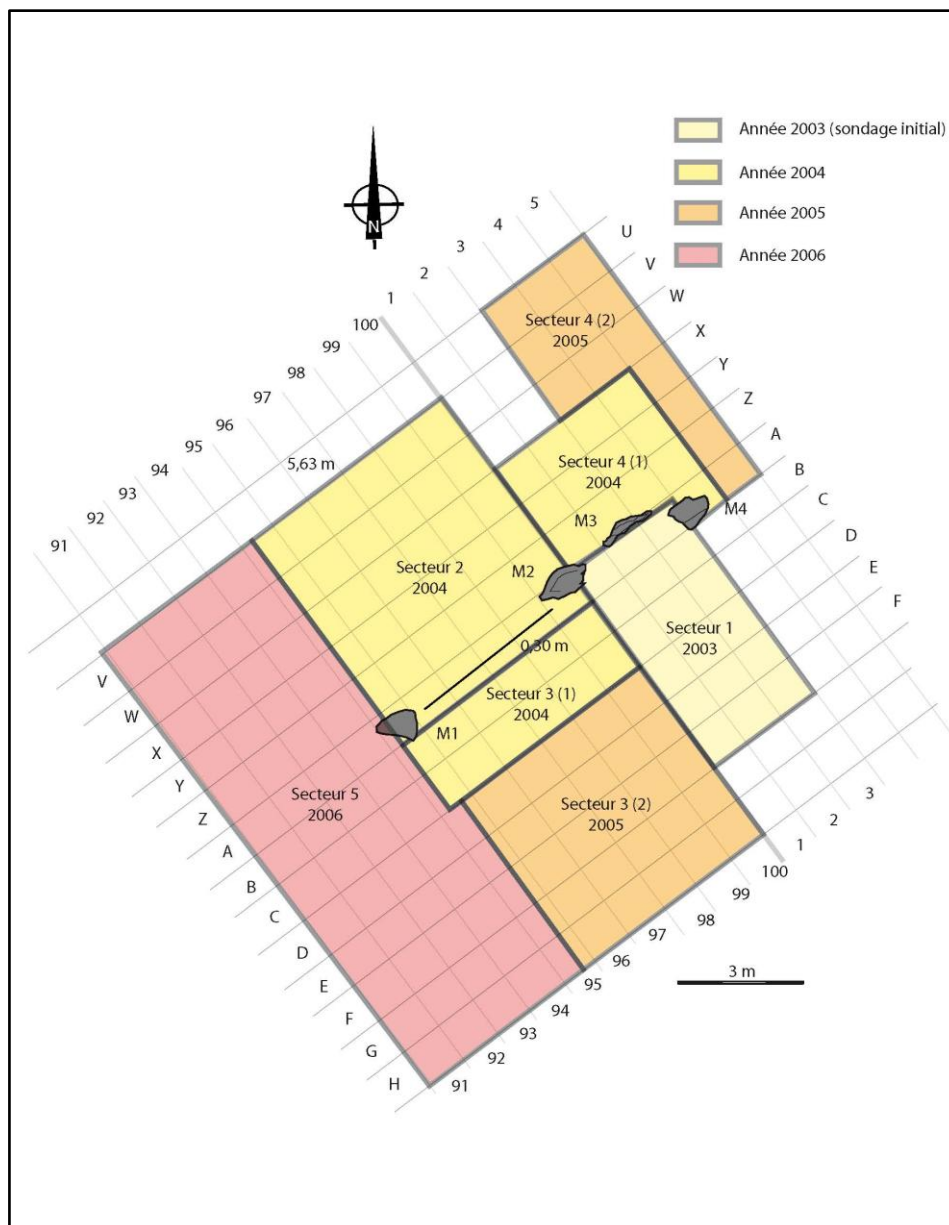 Année 2003 (sondage initial)
Année 2004
Année 2005
Année 2006
N
5
4
3
2
1
100
99
98
97
96
95
94
93
92
91
U
V
W
X
Y
Z
A
B
C
D
E
F
Secteur 4 (2)
2005
5,63 m
Secteur 4 (1)
2004
M3
M4
Secteur 2
2004
M2
Secteur 1
2003
0,30 m
Secteur 3 (1)
2004
M1
Secteur 5
2006
Secteur 3 (2)
2005
V
W
X
Y
Z
A
B
C
D
E
F
G
H
3
2
1
100
99
98
97
96
95
94
93
92
91
3 m